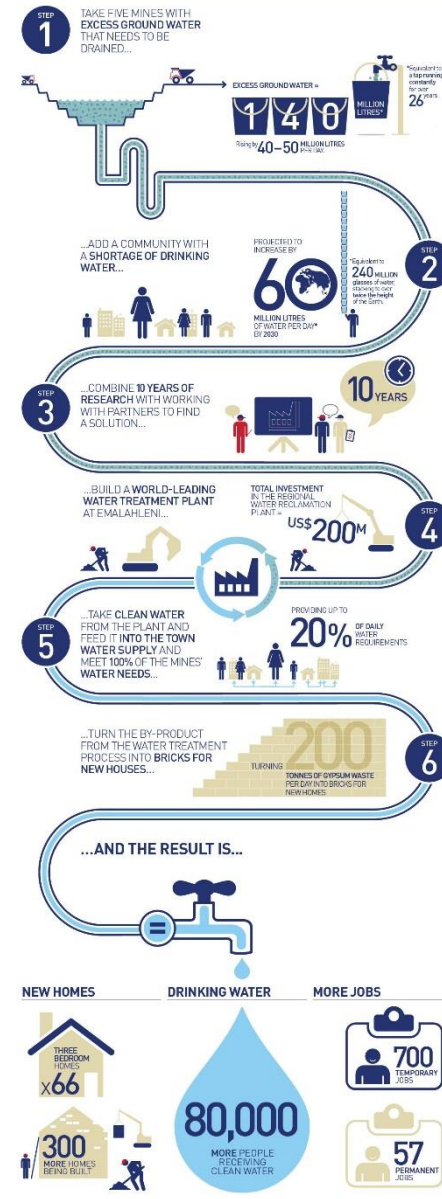 STEP
1
TAKE FIVE MINES WITH
EXCESS GROUND WATER
THAT NEEDS TO BE
DRAINED...
EXCESS GROUND WATER =
140
MILLION
LITRES*
Rising by 40–50 MILLION LITRES
PER DAY
*Equivalent to
a tap running
constantly
for over
26 years.
STEP
2
...ADD A COMMUNITY WITH
A SHORTAGE OF DRINKING
WATER...
PROJECTED TO
INCREASE BY
60
MILLION LITRES
OF WATER PER DAY*
BY 2030
*Equivalent to
240 MILLION
glasses of water,
stacking to over
twice the height
of the Earth.
STEP
3
...COMBINE 10 YEARS OF
RESEARCH WITH WORKING
WITH PARTNERS TO FIND
A SOLUTION...
10 YEARS
STEP
4
...BUILD A WORLD-LEADING
WATER TREATMENT PLANT
AT EMALAHLENI...
TOTAL INVESTMENT
IN THE REGIONAL
WATER RECLAMATION
PLANT =
US$200M
STEP
5
...TAKE CLEAN WATER
FROM THE PLANT AND
FEED IT INTO THE TOWN
WATER SUPPLY AND
MEET 100% OF THE MINES'
WATER NEEDS...
PROVIDING UP TO
20% OF DAILY
WATER
REQUIREMENTS
STEP
6
...TURN THE BY-PRODUCT
FROM THE WATER TREATMENT
PROCESS INTO BRICKS FOR
NEW HOUSES...
TURNING 200
TONNES OF GYPSUM WASTE
PER DAY INTO BRICKS FOR
NEW HOMES
...AND THE RESULT IS...
=
NEW HOMES
THREE
BEDROOM
HOMES
X66
300
MORE HOMES
BEING BUILT
DRINKING WATER
80,000
MORE PEOPLE
RECEIVING
CLEAN WATER
MORE JOBS
700
TEMPORARY
JOBS
57
PERMANENT
JOBS